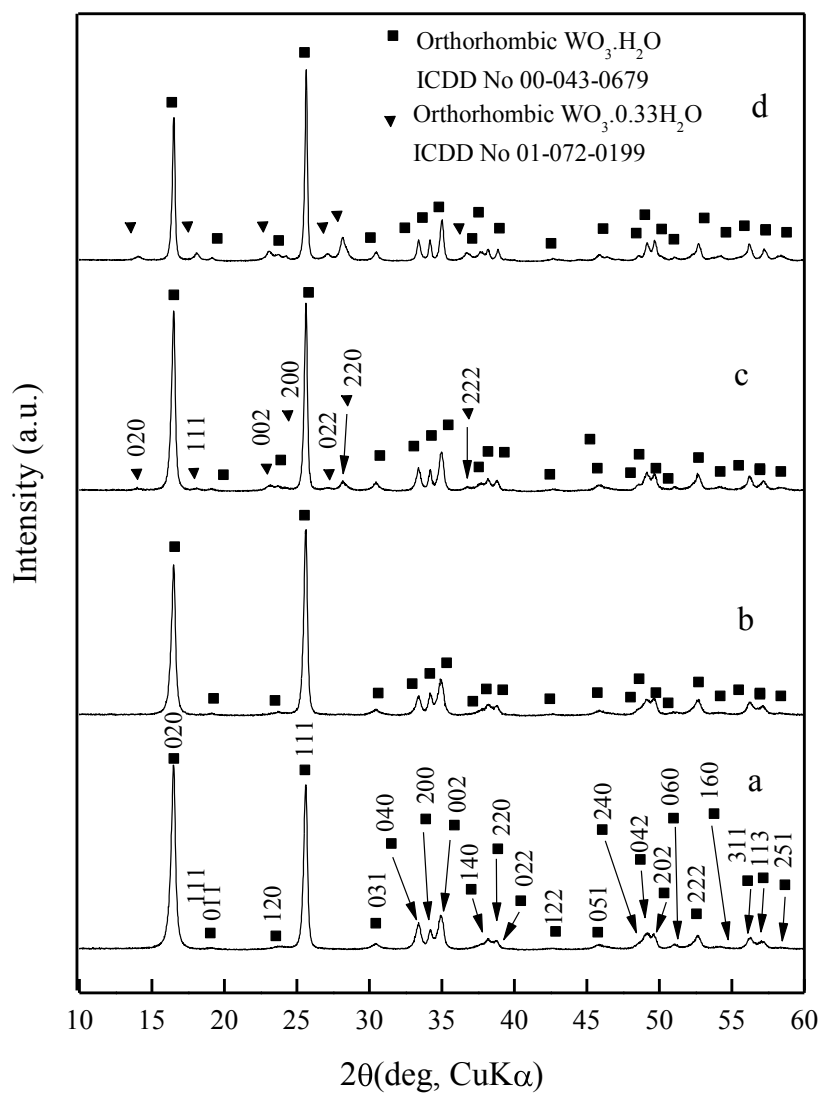 ■ Orthorhombic WO₃.H₂O
ICDD No 00-043-0679
▼ Orthorhombic WO₃.0.33H₂O
ICDD No 01-072-0199
d
c
020
111
002
200
022
220
222
b
a
020
111
011
120
111
031
040
200
002
140
220
022
122
051
240
042
202
060
222
160
311
113
251
Intensity (a.u.)
10 15 20 25 30 35 40 45 50 55 60
2θ(deg, CuKα)